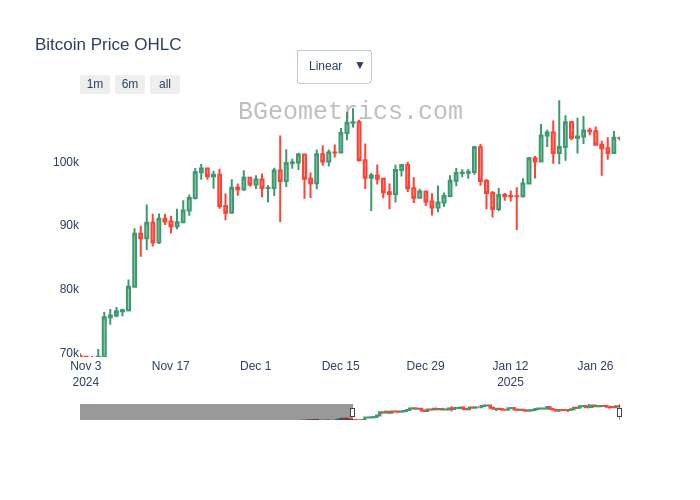 Bitcoin Price OHLC
Linear ▼
1m 6m all
BGeometrics.com
100k
90k
80k
70k
Nov 3 Nov 17 Dec 1 Dec 15 Dec 29 Jan 12 Jan 26
2024 2025